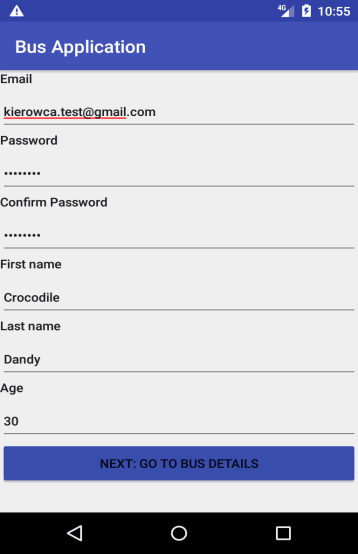 4G 10:55
Bus Application
Email
kierowca.test@gmail.com
Password
••••••••
Confirm Password
••••••••
First name
Crocodile
Last name
Dandy
Age
30
NEXT: GO TO BUS DETAILS